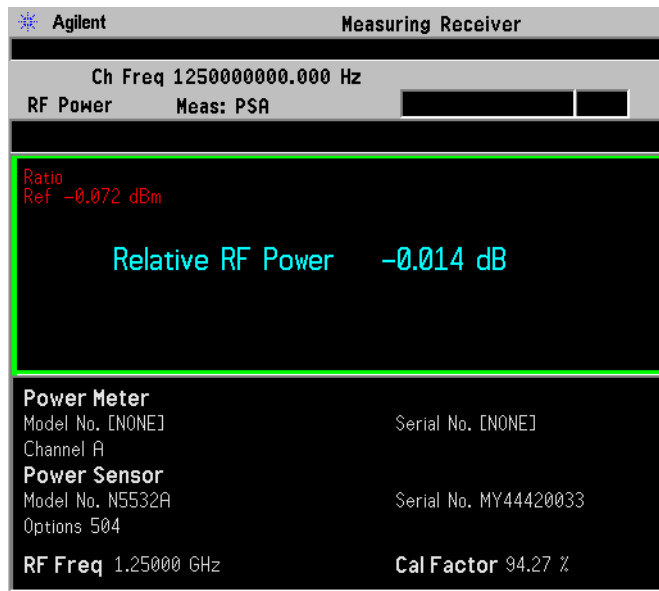 Agilent Measuring Receiver
Ch Freq 1250000000.000 Hz
RF Power Meas: PSA
Ratio
Ref -0.072 dBm
Relative RF Power -0.014 dB
Power Meter
Model No. [NONE] Serial No. [NONE]
Channel A
Power Sensor
Model No. N5532A Serial No. MY44420033
Options 504
RF Freq 1.25000 GHz Cal Factor 94.27 %